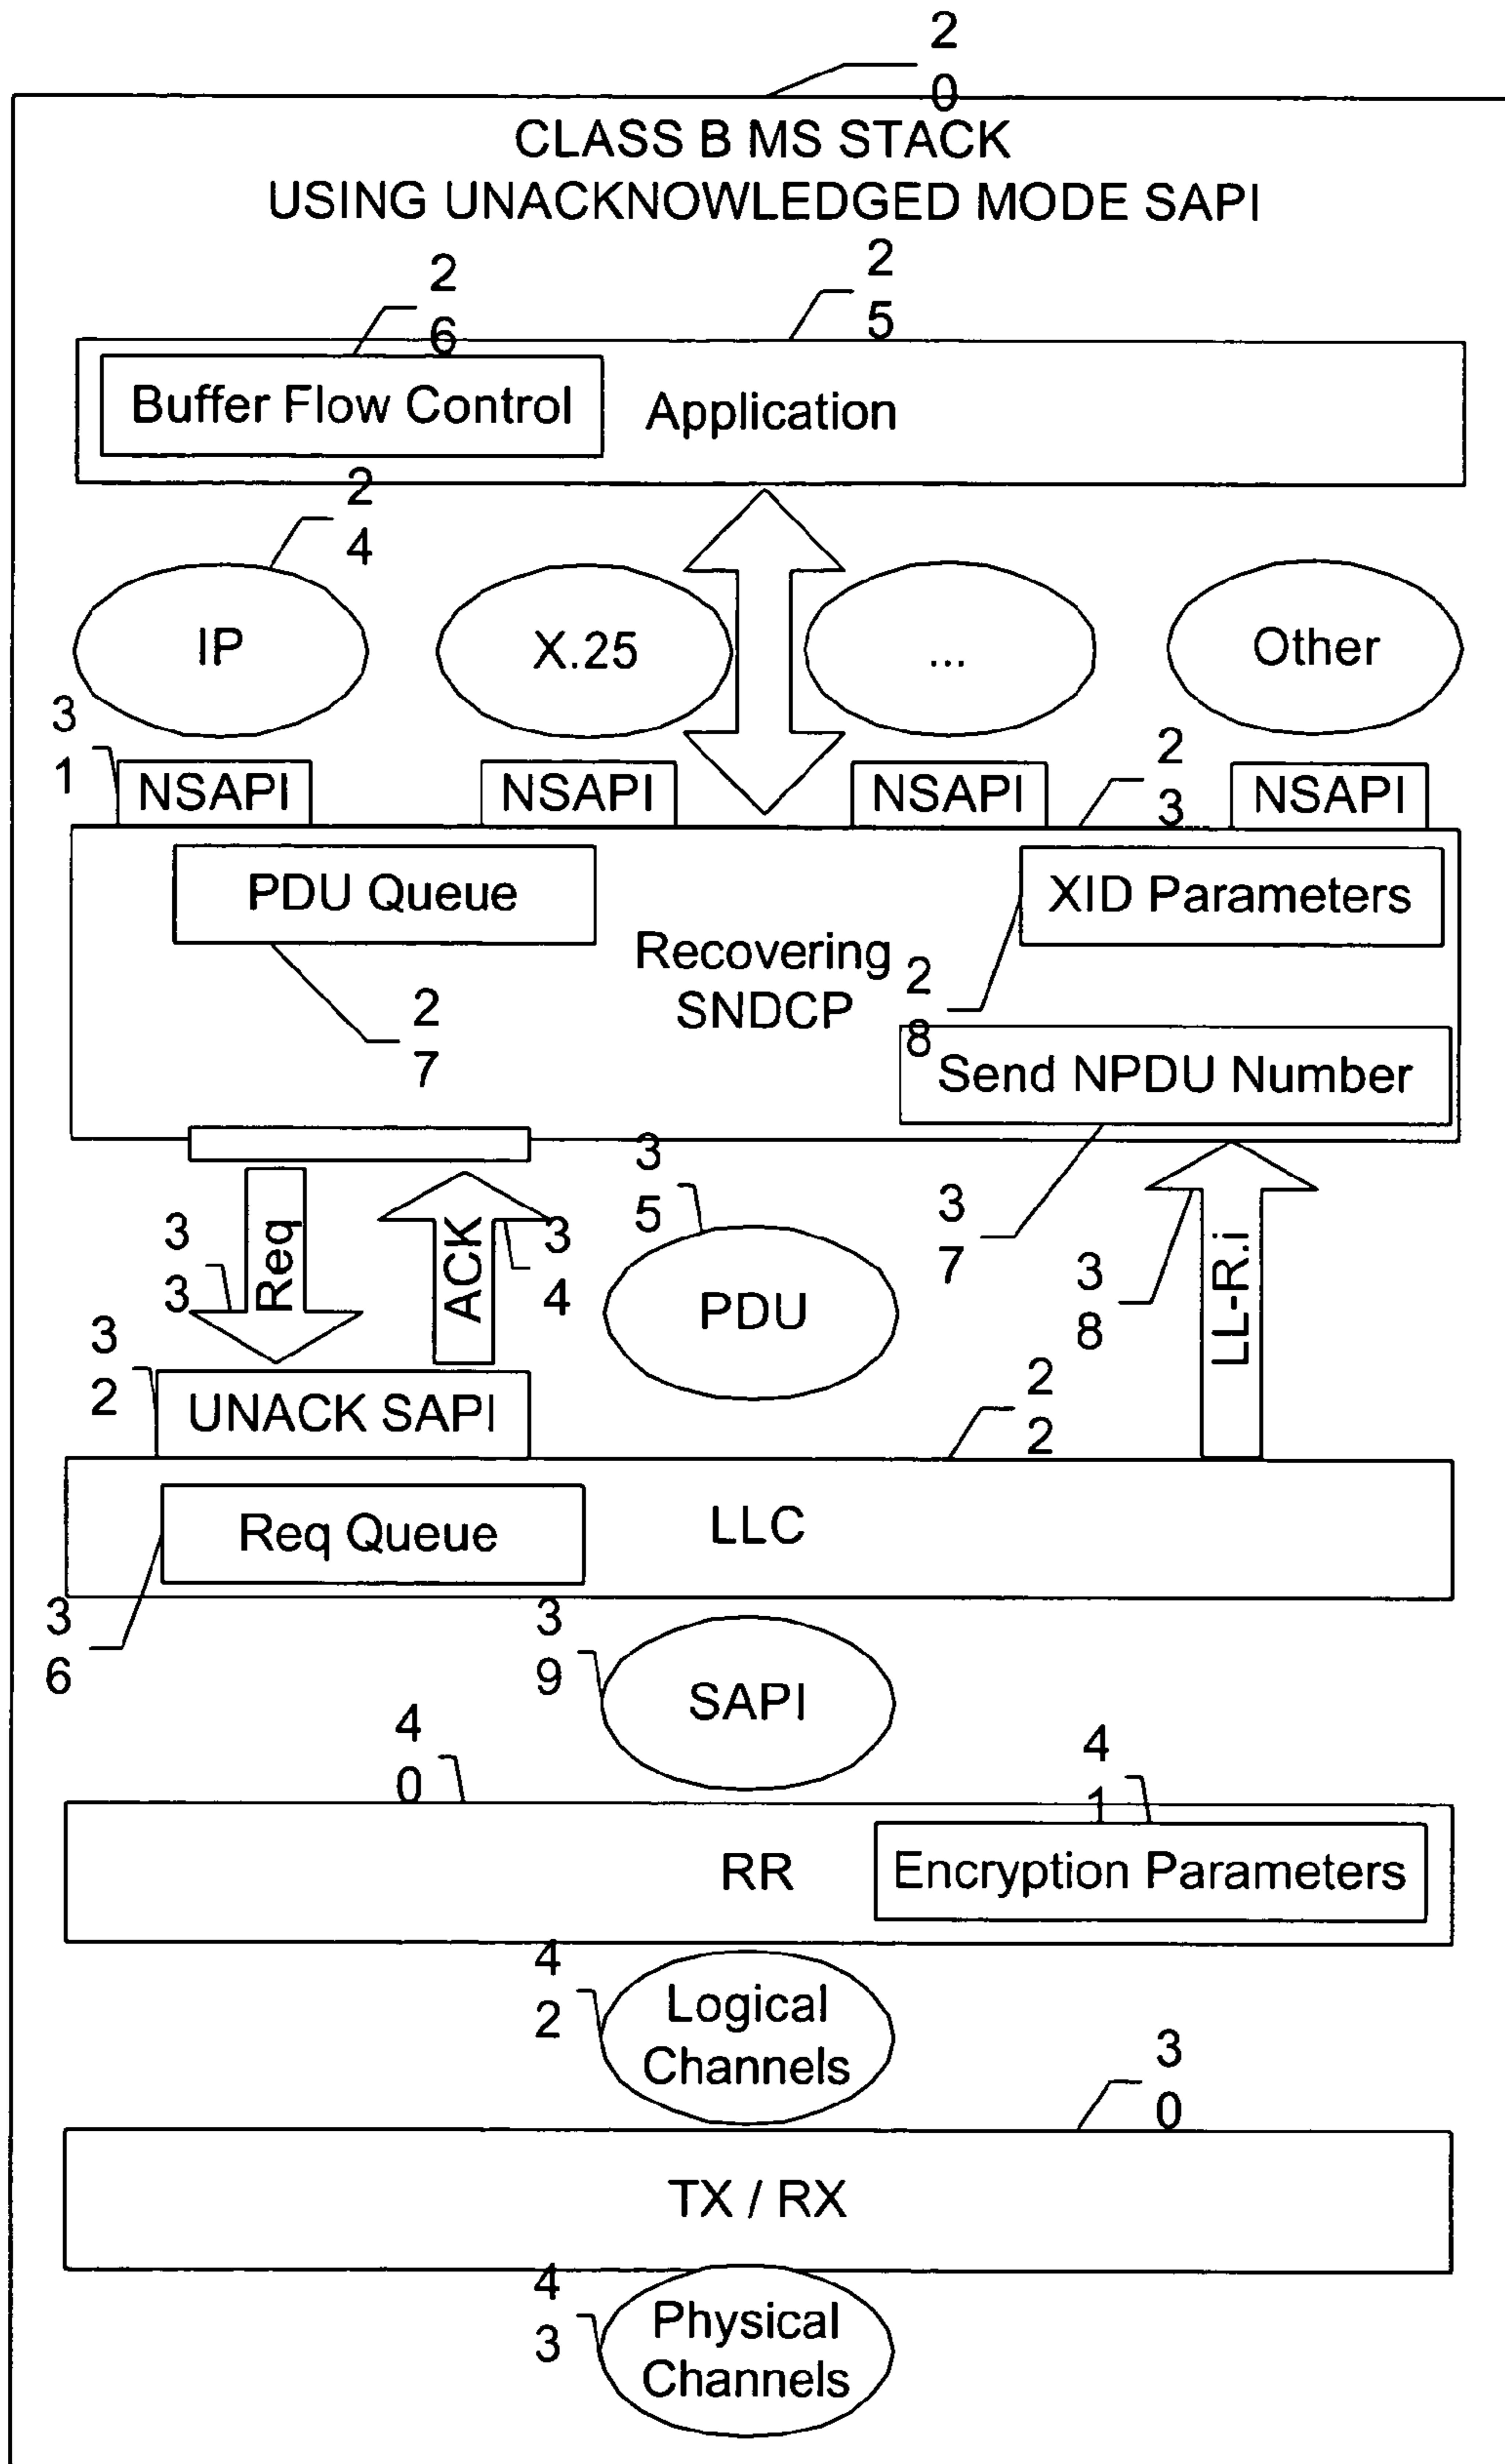 20
CLASS B MS STACK
USING UNACKNOWLEDGED MODE SAPI
26
25
Buffer Flow Control
Application
24
IP
X.25
...
Other
31
NSAPI
NSAPI
NSAPI
23
NSAPI
PDU Queue
XID Parameters
Recovering
SNDCP
28
27
Send NPDU Number
33
Req
ACK
34
35
PDU
37
38
LL-R.i
32
UNACK SAPI
22
Req Queue
LLC
36
39
SAPI
40
41
RR
Encryption Parameters
42
Logical
Channels
30
TX / RX
43
Physical
Channels